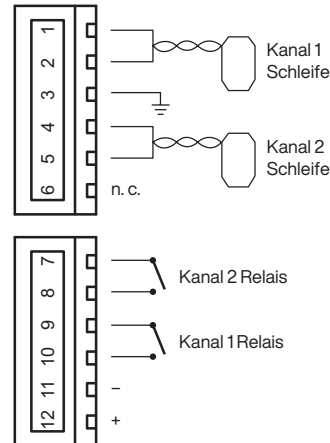 1
2
3
4
5
6
Kanal 1
Schleife
Kanal 2
Schleife
n. c.
7
8
9
10
11
12
Kanal 2 Relais
Kanal 1 Relais
–
+